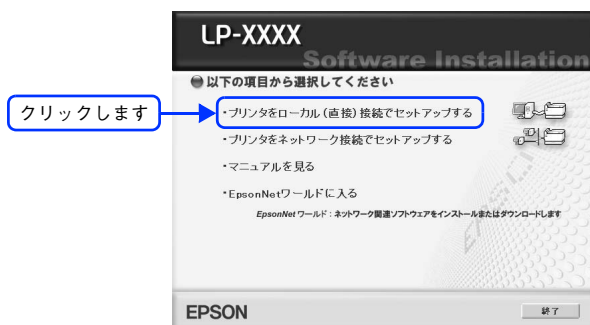 LP-XXXX
Software Installation
以下の項目から選択してください
クリックします
・プリンタをローカル(直接)接続でセットアップする
・プリンタをネットワーク接続でセットアップする
・マニュアルを見る
・EpsonNetワールドに入る
EpsonNet ワールド：ネットワーク関連ソフトウェアをインストールまたはダウンロードします
EPSON
EPSON
終了